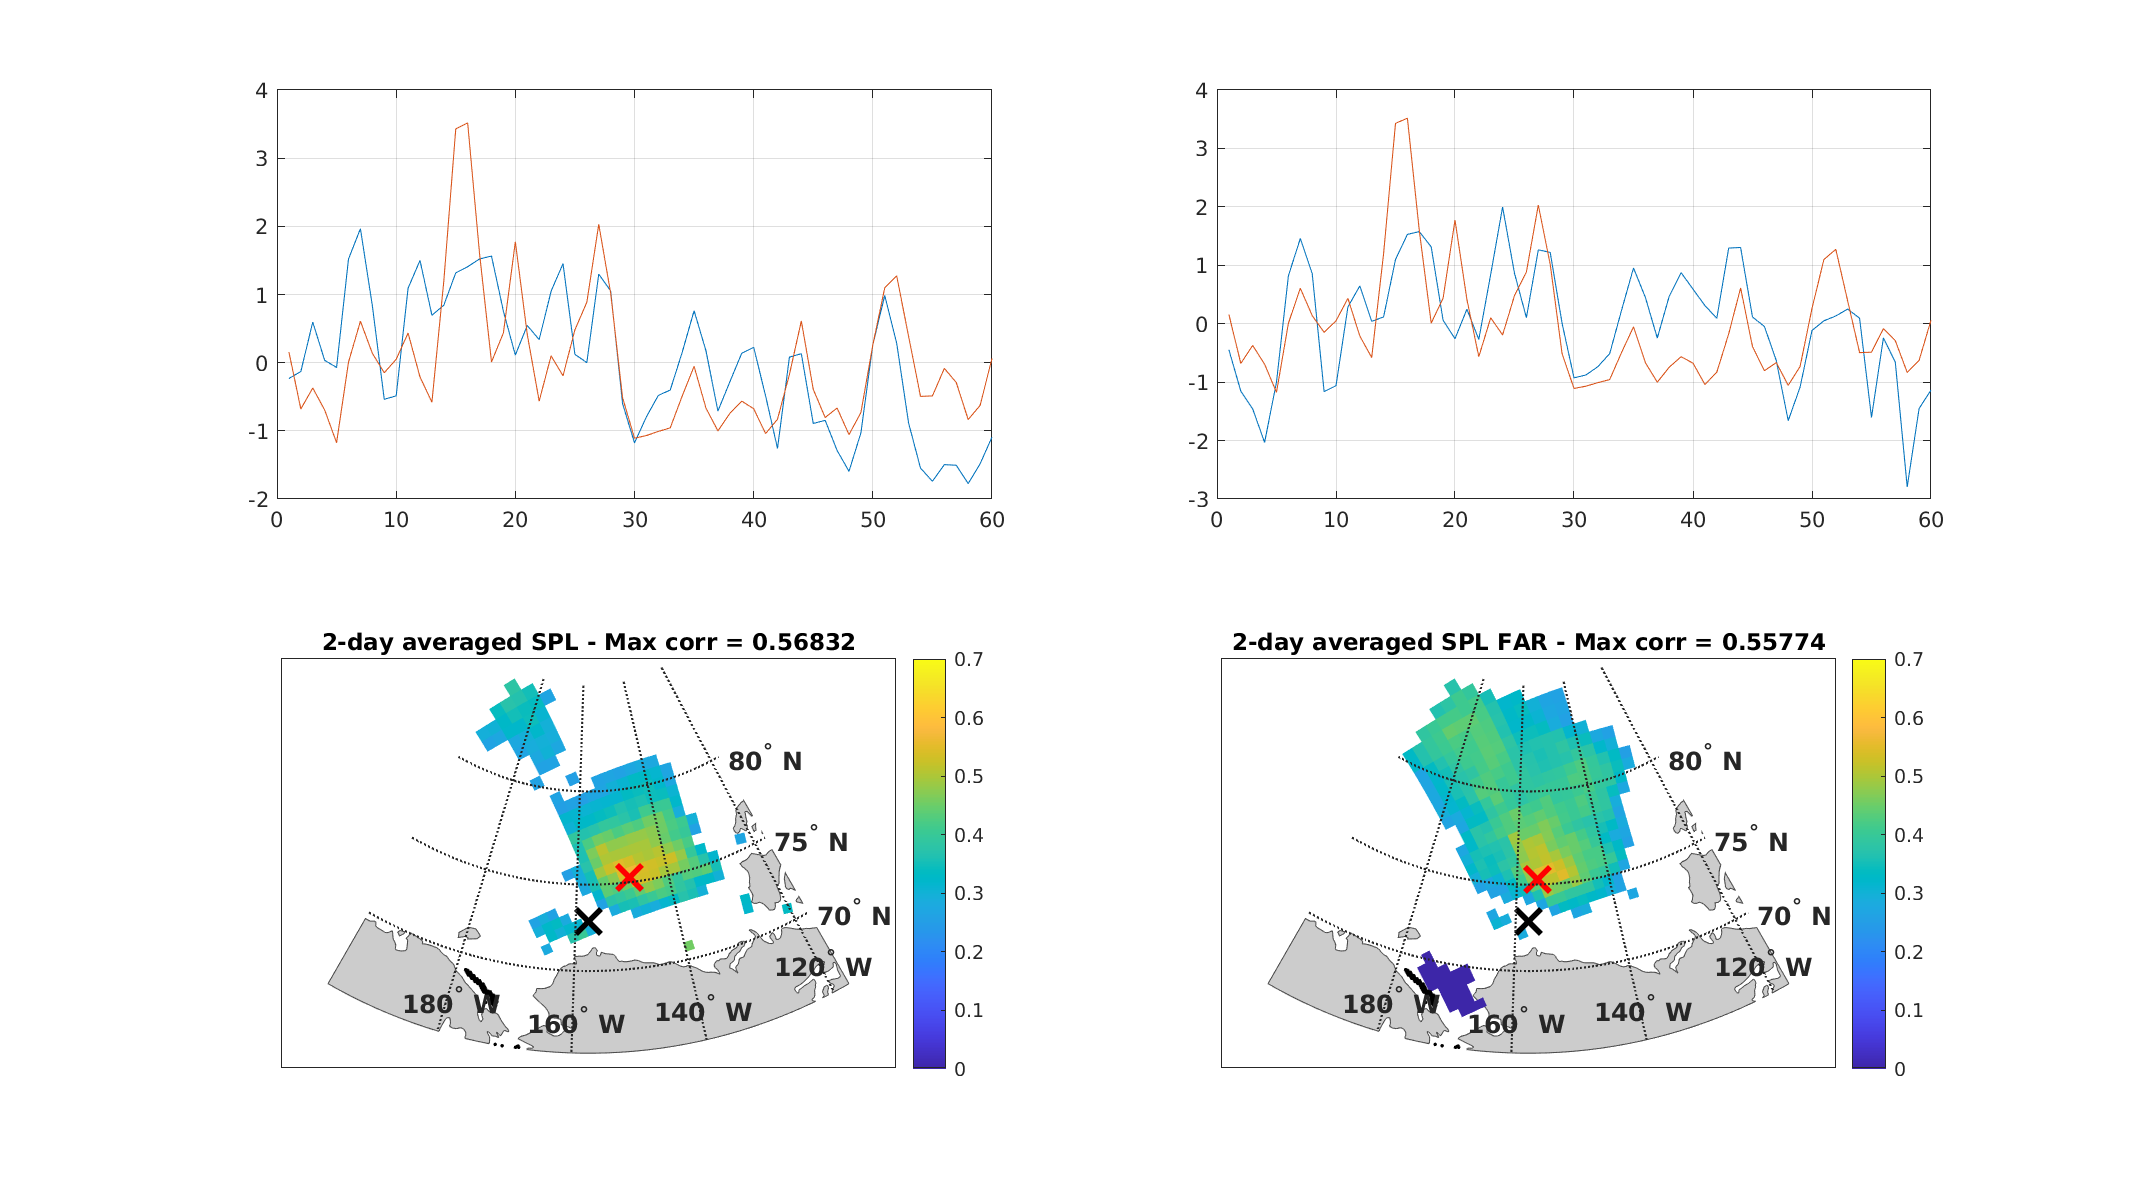 4
3
2
1
0
-1
-2
0 10 20 30 40 50 60
4
3
2
1
0
-1
-2
-3
0 10 20 30 40 50 60
2-day averaged SPL - Max corr = 0.56832
80° N
75° N
70° N
120° W
180° W
160° W
140° W
0.7
0.6
0.5
0.4
0.3
0.2
0.1
0
2-day averaged SPL FAR - Max corr = 0.55774
80° N
75° N
70° N
120° W
180° W
160° W
140° W
0.7
0.6
0.5
0.4
0.3
0.2
0.1
0